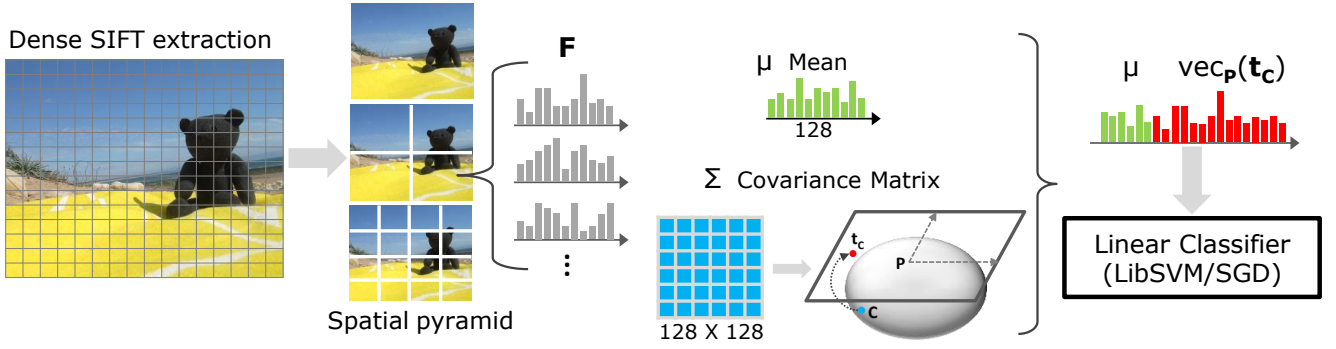 Dense SIFT extraction
Spatial pyramid
F
⋮
μ Mean
128
Σ Covariance Matrix
128 X 128
t_C
P
C
μ vec_P(t_C)
Linear Classifier
(LibSVM/SGD)